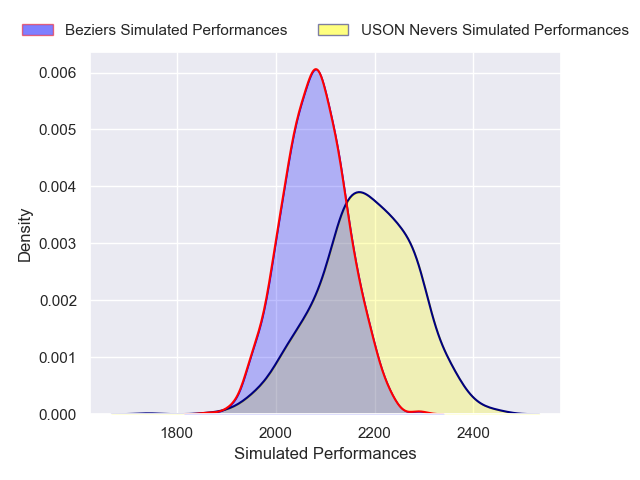 Beziers Simulated Performances USON Nevers Simulated Performances
0.006
0.005
0.004
0.003
0.002
0.001
0.000
Density
1800 2000 2200 2400
Simulated Performances